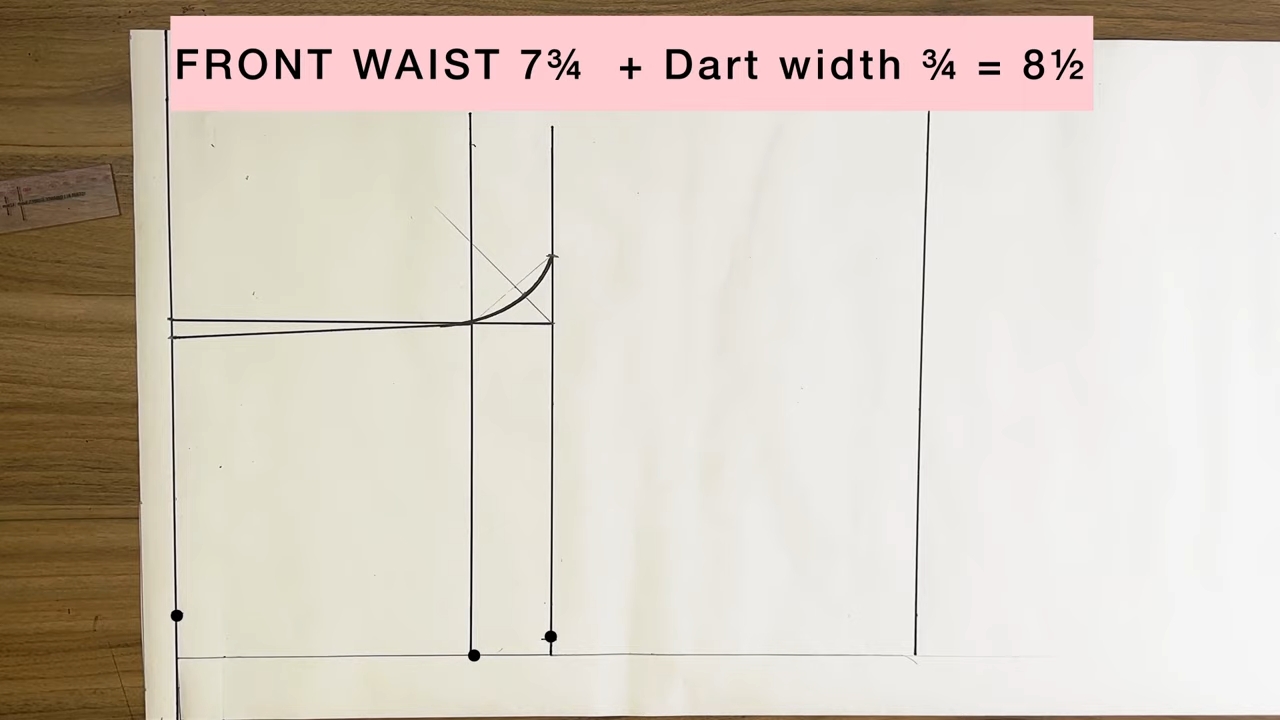 FRONT WAIST 7¾ + Dart width ¾ = 8½